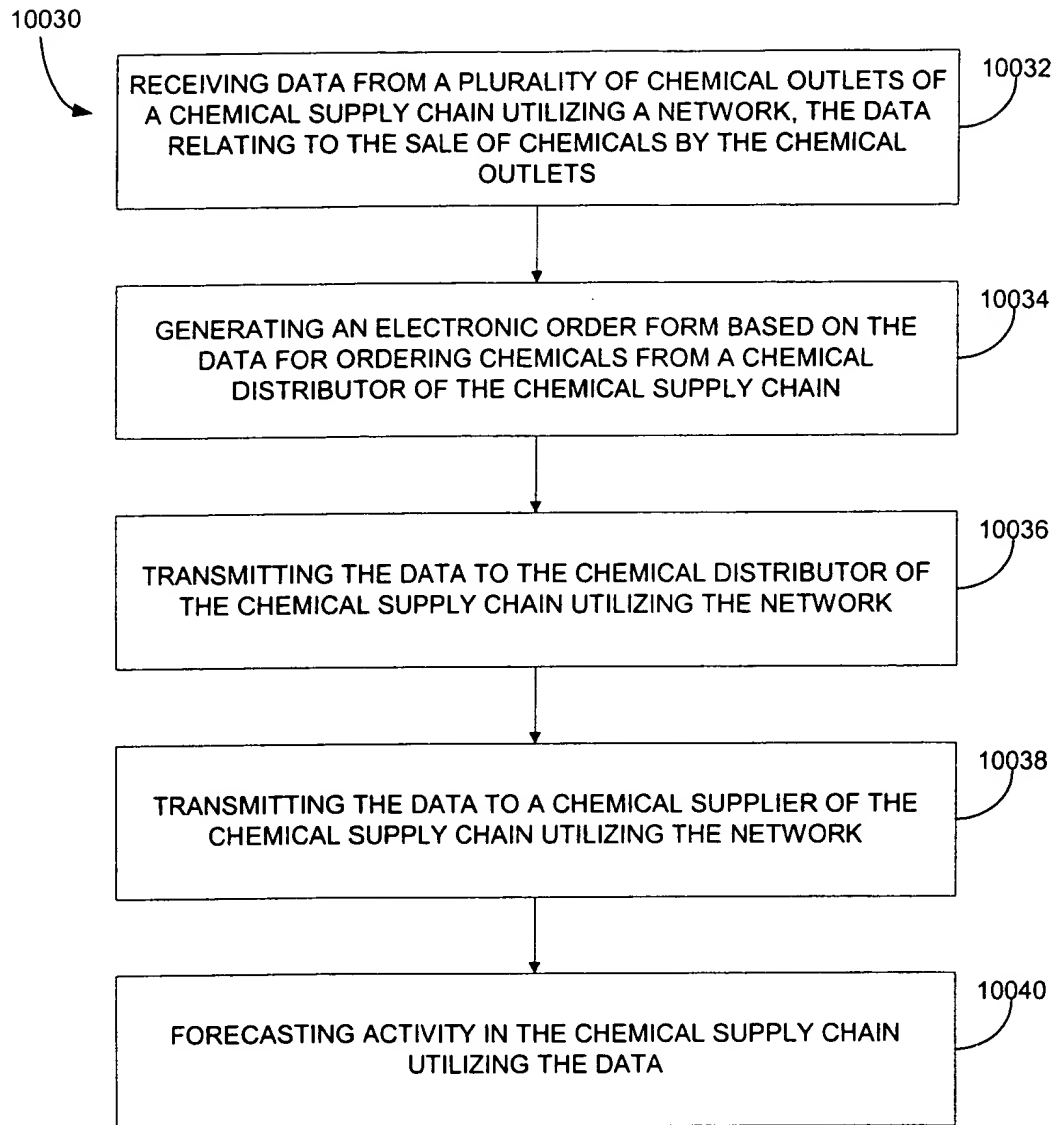 10030
RECEIVING DATA FROM A PLURALITY OF CHEMICAL OUTLETS OF
A CHEMICAL SUPPLY CHAIN UTILIZING A NETWORK, THE DATA
RELATING TO THE SALE OF CHEMICALS BY THE CHEMICAL
OUTLETS
10032
GENERATING AN ELECTRONIC ORDER FORM BASED ON THE
DATA FOR ORDERING CHEMICALS FROM A CHEMICAL
DISTRIBUTOR OF THE CHEMICAL SUPPLY CHAIN
10034
TRANSMITTING THE DATA TO THE CHEMICAL DISTRIBUTOR OF
THE CHEMICAL SUPPLY CHAIN UTILIZING THE NETWORK
10036
TRANSMITTING THE DATA TO A CHEMICAL SUPPLIER OF THE
CHEMICAL SUPPLY CHAIN UTILIZING THE NETWORK
10038
FORECASTING ACTIVITY IN THE CHEMICAL SUPPLY CHAIN
UTILIZING THE DATA
10040